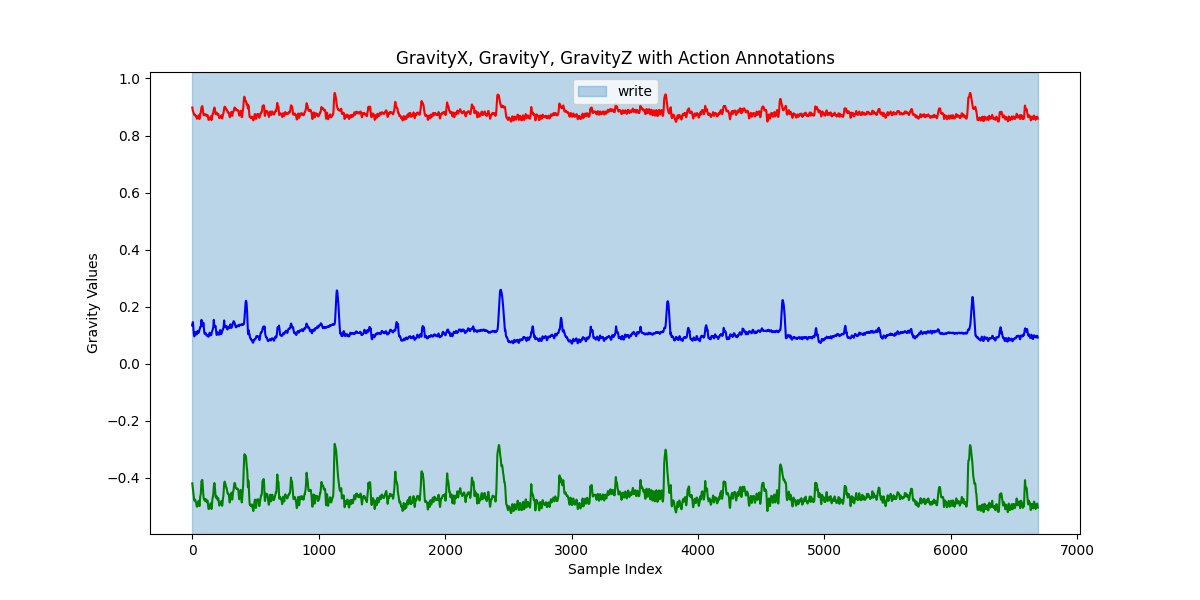 GravityX, GravityY, GravityZ with Action Annotations
write
Gravity Values
1.0
0.8
0.6
0.4
0.2
0.0
−0.2
−0.4
0 1000 2000 3000 4000 5000 6000 7000
Sample Index